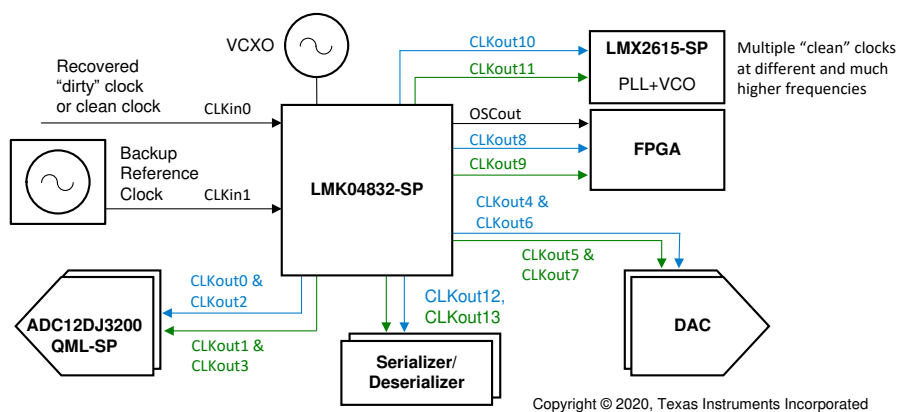 VCXO
CLKout10
LMX2615-SP
Multiple “clean” clocks
at different and much
higher frequencies
Recovered
“dirty” clock
or clean clock
CLKout11
PLL+VCO
CLKin0
OSCout
FPGA
CLKout8
CLKout9
Backup
Reference
Clock
CLKin1
LMK04832-SP
CLKout4 &
CLKout6
CLKout5 &
CLKout7
CLKout0 &
CLKout2
CLKout12,
CLKout13
ADC12DJ3200
QML-SP
DAC
CLKout1 &
CLKout3
Serializer/
Deserializer
Copyright © 2020, Texas Instruments Incorporated